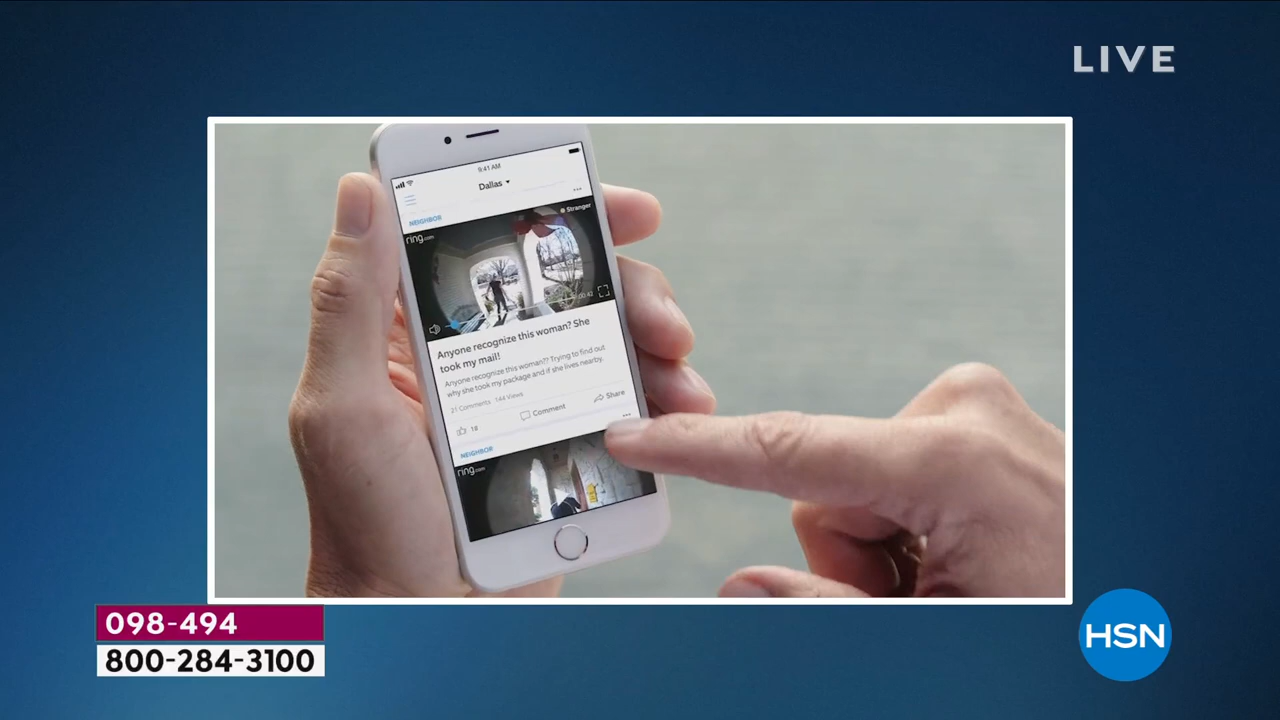 LIVE
9:41 AM
Dallas
NEIGHBOR
Stranger
ring.com
00:42
Anyone recognize this woman? She
took my mail!
Anyone recognize this woman?? Trying to find out
why she took my package and if she lives nearby.
21 Comments 144 Views
18
Comment
Share
NEIGHBOR
ring.com
098-494
800-284-3100
HSN